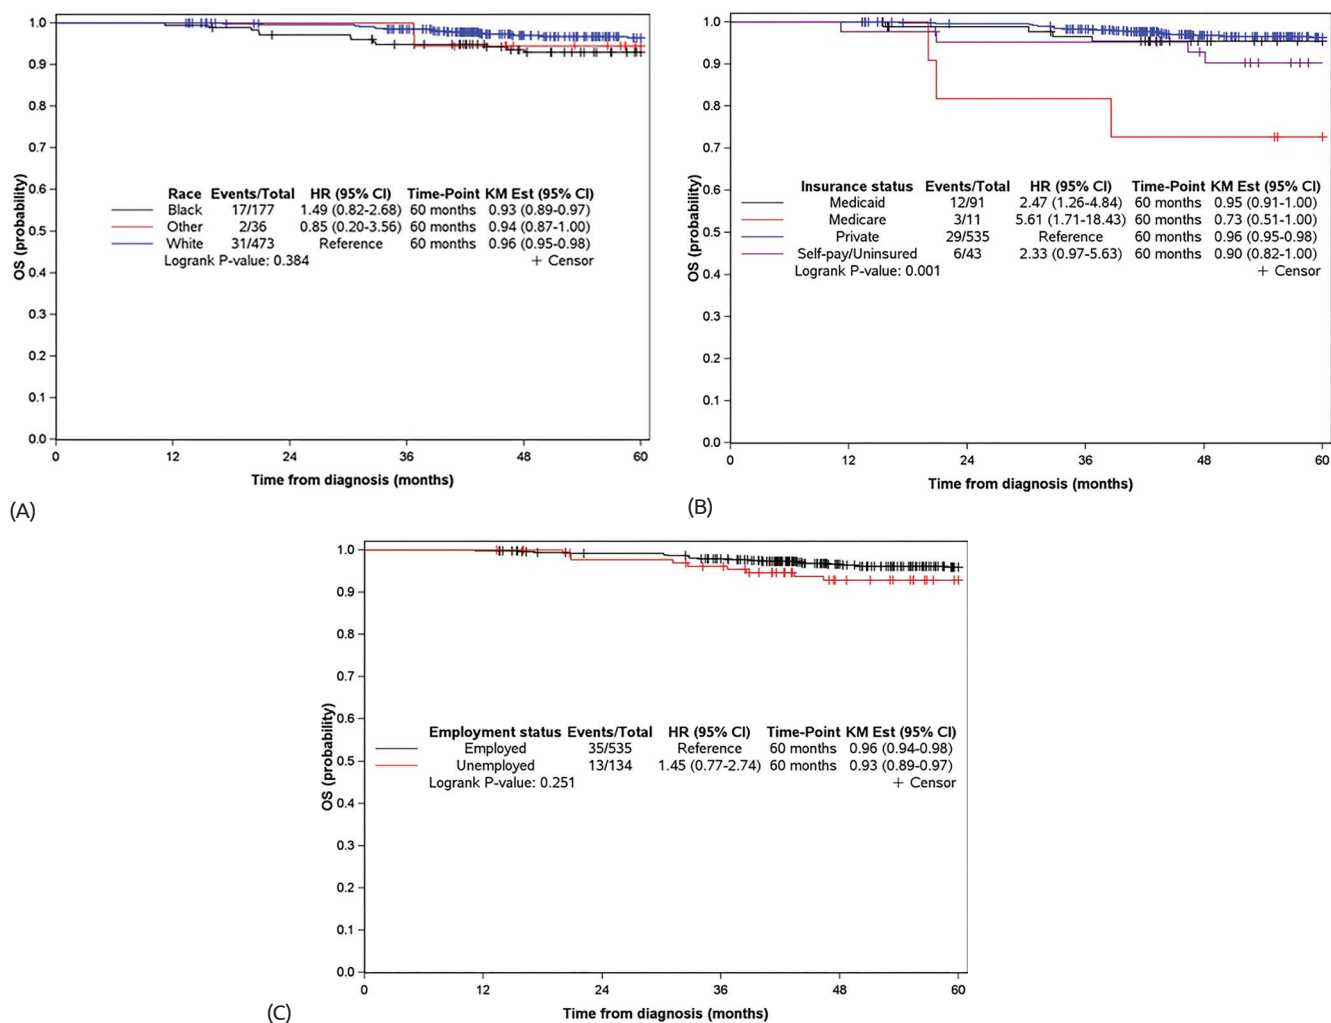 1.0
0.9
0.8
0.7
0.6
0.5
0.4
0.3
0.2
0.1
0.0
OS (probability)
Race Events/Total HR (95% CI) Time-Point KM Est (95% CI)
Black 17/177 1.49 (0.82-2.68) 60 months 0.93 (0.89-0.97)
Other 2/36 0.85 (0.20-3.56) 60 months 0.94 (0.87-1.00)
White 31/473 Reference 60 months 0.96 (0.95-0.98)
Logrank P-value: 0.384 + Censor
0 12 24 36 48 60
Time from diagnosis (months)
(A)
1.0
0.9
0.8
0.7
0.6
0.5
0.4
0.3
0.2
0.1
0.0
OS (probability)
Insurance status Events/Total HR (95% CI) Time-Point KM Est (95% CI)
Medicaid 12/91 2.47 (1.26-4.84) 60 months 0.95 (0.91-1.00)
Medicare 3/11 5.61 (1.71-18.43) 60 months 0.73 (0.51-1.00)
Private 29/535 Reference 60 months 0.96 (0.95-0.98)
Self-pay/Uninsured 6/43 2.33 (0.97-5.63) 60 months 0.90 (0.82-1.00)
Logrank P-value: 0.001 + Censor
0 12 24 36 48 60
Time from diagnosis (months)
(B)
1.0
0.9
0.8
0.7
0.6
0.5
0.4
0.3
0.2
0.1
0.0
OS (probability)
Employment status Events/Total HR (95% CI) Time-Point KM Est (95% CI)
Employed 35/535 Reference 60 months 0.96 (0.94-0.98)
Unemployed 13/134 1.45 (0.77-2.74) 60 months 0.93 (0.89-0.97)
Logrank P-value: 0.251 + Censor
0 12 24 36 48 60
Time from diagnosis (months)
(C)